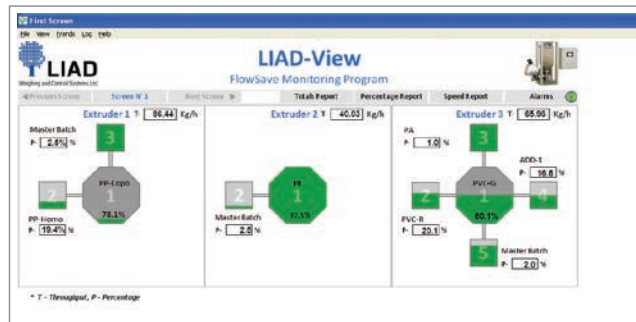 First Screen
File View Trends Log Help
LIAD
Weighing and Control Systems Ltd.
LIAD-View
FlowSave Monitoring Program
Previous Screen Screen Nº 1 Next Screen Totals Report Percentage Report Speed Report Alarms
Extruder 1 T- 86.44 Kg/h
Master Batch
P- 2.5% %
3
2
PP-Copo
1
78.1%
PP-Homo
P- 19.4% %
Extruder 2 T- 40.03 Kg/h
2
1
97.5%
Master Batch
P- 2.5 %
Extruder 3 T- 65.96 Kg/h
PA
P- 1.0 %
3
ADD-1
P- 16.8 %
2
PVC-G
1
60.1%
4
PVC-R
P- 20.1 %
5
Master Batch
P- 2.0 %
* T - Throughput, P - Percentage